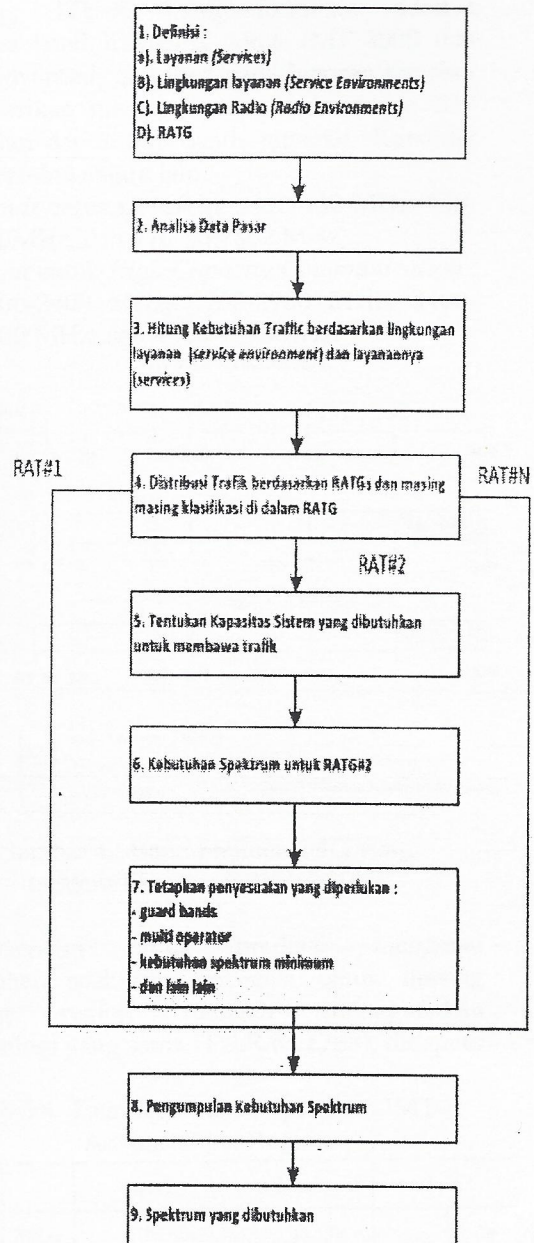 1. Definisi :
a). Layanan (Services)
B). Lingkungan layanan (Service Environments)
C). Lingkungan Radio (Radio Environments)
D). RATG
2. Analisa Data Pasar
3. Hitung Kebutuhan Traffic berdasarkan lingkungan
layanan (service environment) dan layanannya
(services)
RAT#1
4. Distribusi Trafik berdasarkan RATGs dan masing
masing klasifikasi di dalam RATG
RAT#N
RAT#2
5. Tentukan Kapasitas Sistem yang dibutuhkan
untuk membawa trafik
6. Kebutuhan Spektrum untuk RATG#2
7. Tetapkan penyesuaian yang diperlukan :
- guard bands
- multi operator
- kebutuhan spektrum minimum
- dan lain lain
8. Pengumpulan Kebutuhan Spektrum
9. Spektrum yang dibutuhkan